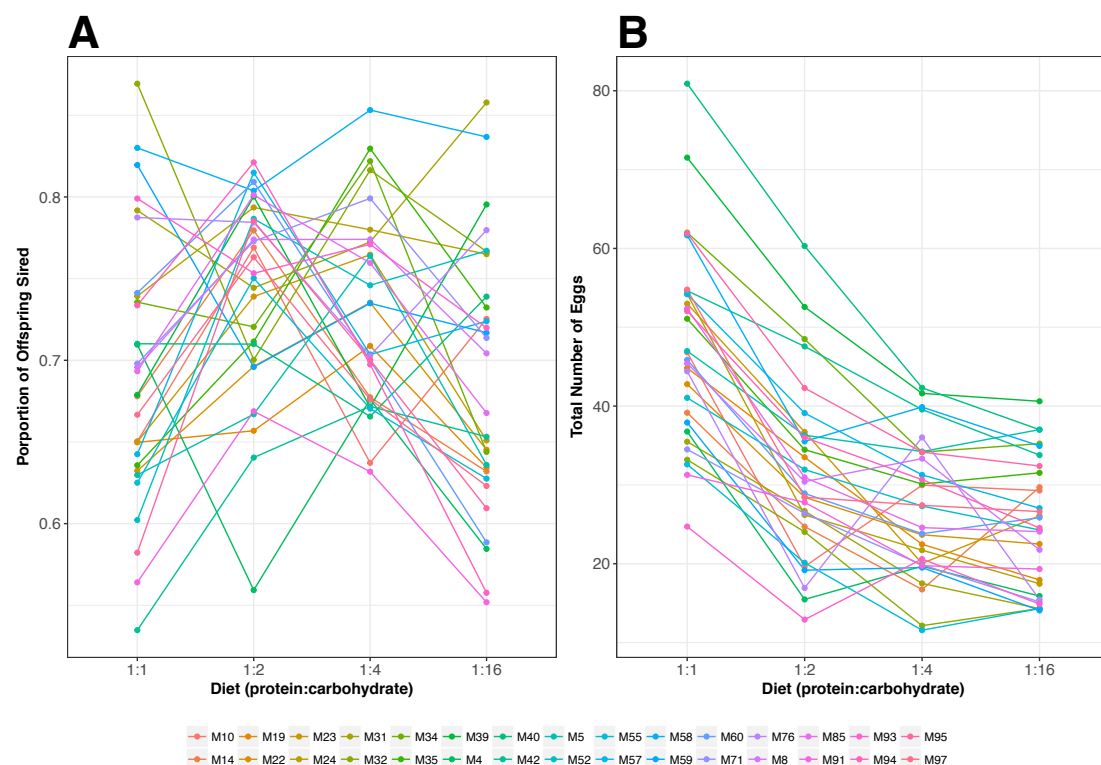 A
B
Porportion of Offspring Sired
0.8
0.7
0.6
1:1 1:2 1:4 1:16
Diet (protein:carbohydrate)
Total Number of Eggs
80
60
40
20
1:1 1:2 1:4 1:16
Diet (protein:carbohydrate)
M10 M19 M23 M31 M34 M39 M40 M5 M55 M58 M60 M76 M85 M93 M95
M14 M22 M24 M32 M35 M4 M42 M52 M57 M59 M71 M8 M91 M94 M97